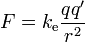 F = k_e \frac{qq'}{r^2}